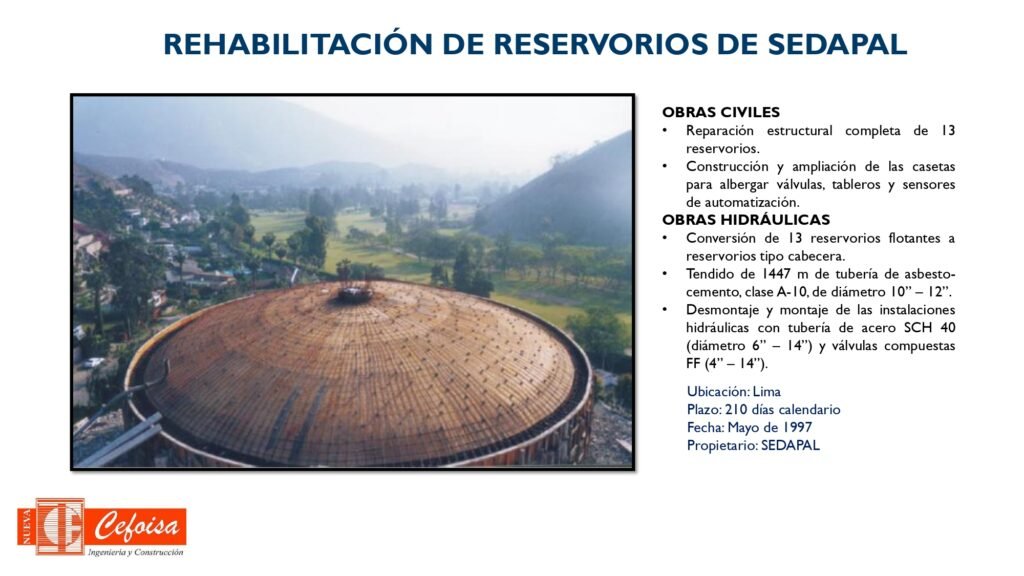 REHABILITACIÓN DE RESERVORIOS DE SEDAPAL
OBRAS CIVILES
• Reparación estructural completa de 13
reservorios.
• Construcción y ampliación de las casetas
para albergar válvulas, tableros y sensores
de automatización.
OBRAS HIDRÁULICAS
• Conversión de 13 reservorios flotantes a
reservorios tipo cabecera.
• Tendido de 1447 m de tubería de asbesto-
cemento, clase A-10, de diámetro 10” – 12”.
• Desmontaje y montaje de las instalaciones
hidráulicas con tubería de acero SCH 40
(diámetro 6” – 14”) y válvulas compuestas
FF (4” – 14”).
Ubicación: Lima
Plazo: 210 días calendario
Fecha: Mayo de 1997
Propietario: SEDAPAL
NUEVA
Cefoisa
Ingeniería y Construcción